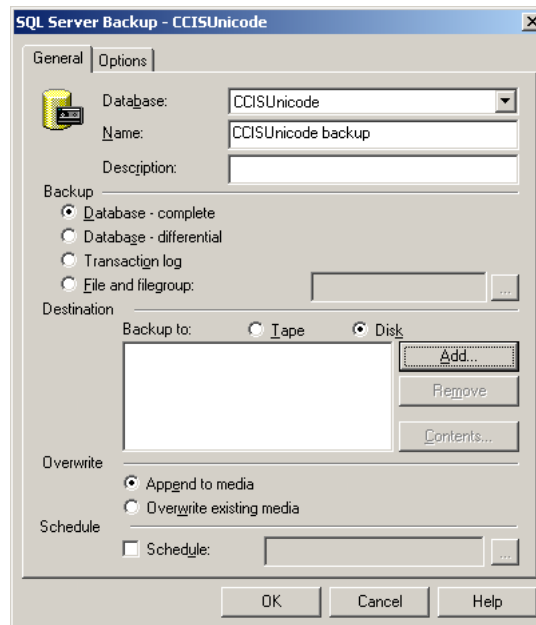 SQL Server Backup - CCISUnicode
General
Options
Database:
CCISUnicode
Name:
CCISUnicode backup
Description:
Backup
Database - complete
Database - differential
Transaction log
File and filegroup:
...
Destination
Backup to:
Tape
Disk
Add...
Remove
Contents...
Overwrite
Append to media
Overwrite existing media
Schedule
Schedule:
...
OK
Cancel
Help